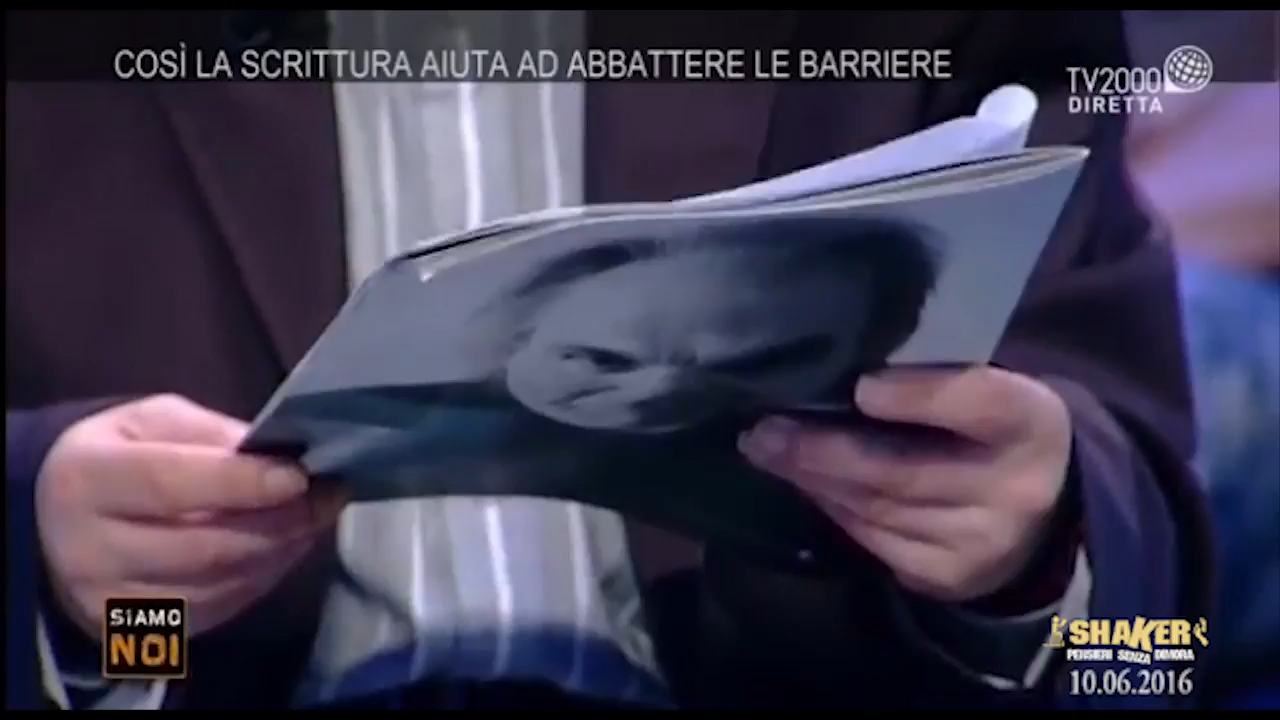 COSÌ LA SCRITTURA AIUTA AD ABBATTERE LE BARRIERE
TV2000
DIRETTA
SIAMO
NOI
SHAKER
PENSIERI SENZA DIMORA
10.06.2016